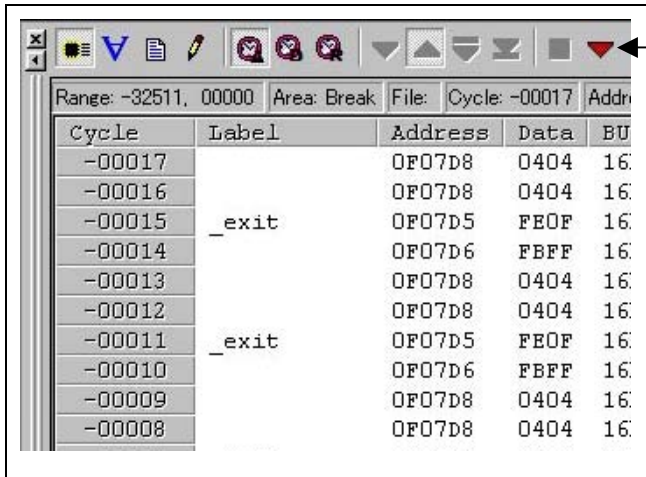 Range: -32511, 00000 Area: Break File: Cycle: -00017 Addr
Cycle Label Address Data BU
-00017 0F07D8 0404 16
-00016 0F07D8 0404 16
-00015 _exit 0F07D5 FE0F 16
-00014 0F07D6 FBFF 16
-00013 0F07D8 0404 16
-00012 0F07D8 0404 16
-00011 _exit 0F07D5 FE0F 16
-00010 0F07D6 FBFF 16
-00009 0F07D8 0404 16
-00008 0F07D8 0404 16